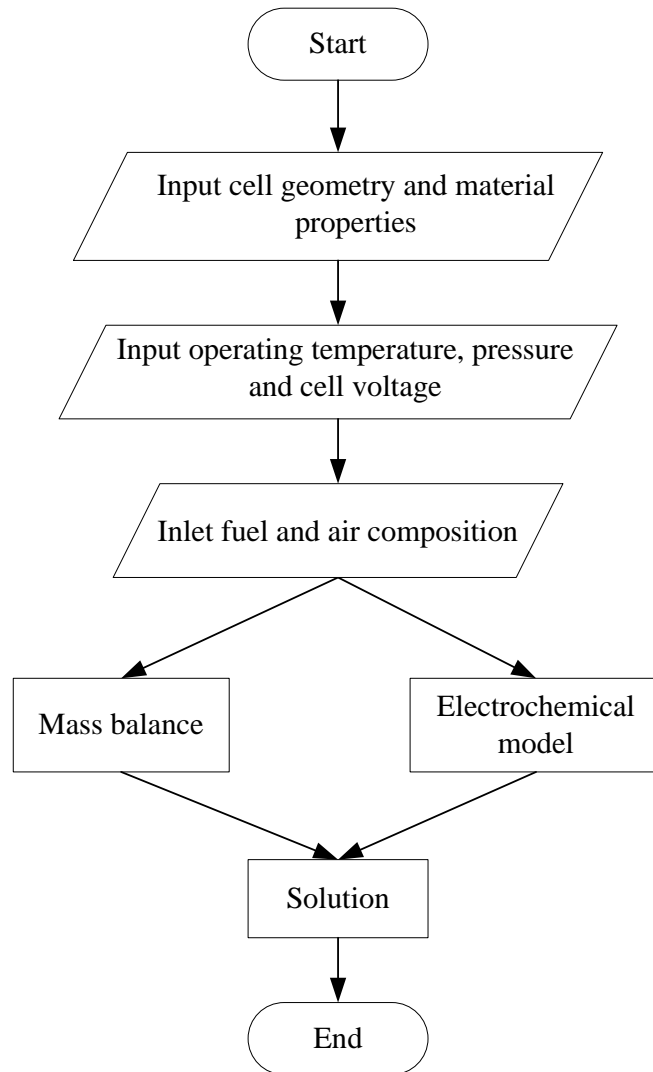 Start
Input cell geometry and material
properties
Input operating temperature, pressure
and cell voltage
Inlet fuel and air composition
Mass balance
Electrochemical
model
Solution
End